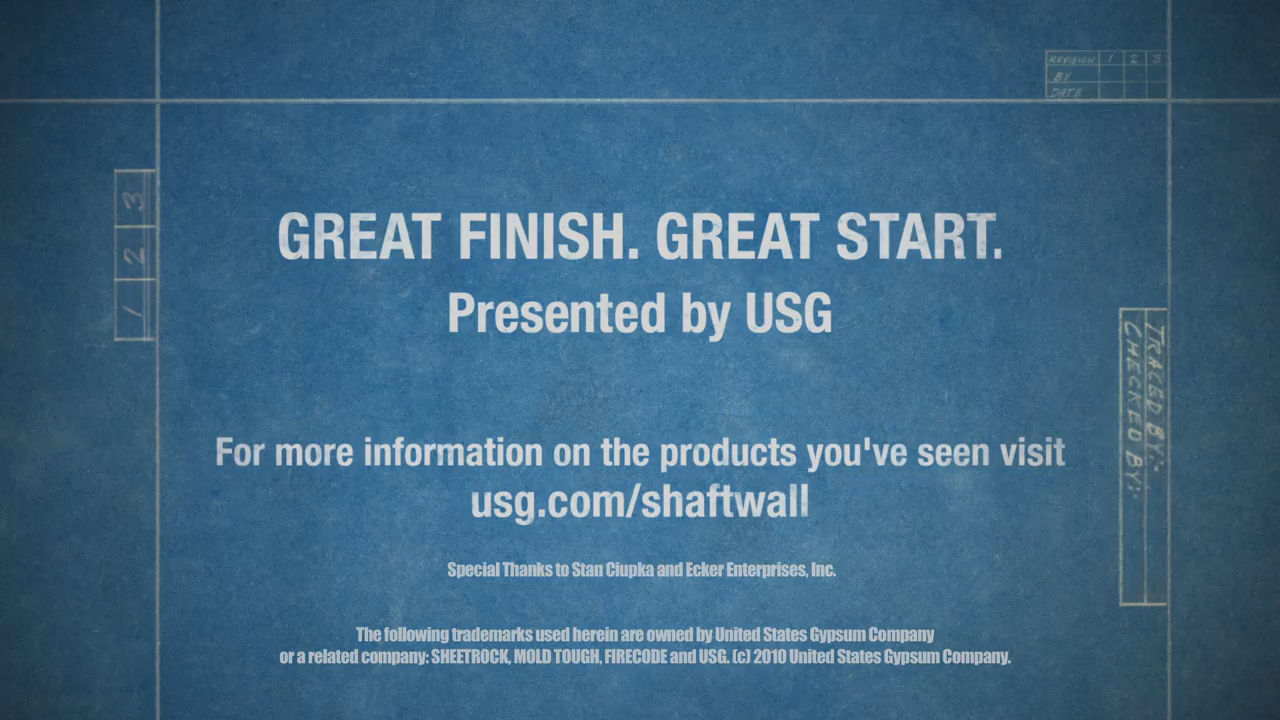 REVISION 1 2 3
BY
DATE
1 2 3
GREAT FINISH. GREAT START.
Presented by USG
TRACED BY:
CHECKED BY:
For more information on the products you've seen visit
usg.com/shaftwall
Special Thanks to Stan Ciupka and Ecker Enterprises, Inc.
The following trademarks used herein are owned by United States Gypsum Company
or a related company: SHEETROCK, MOLD TOUGH, FIRECODE and USG. (c) 2010 United States Gypsum Company.